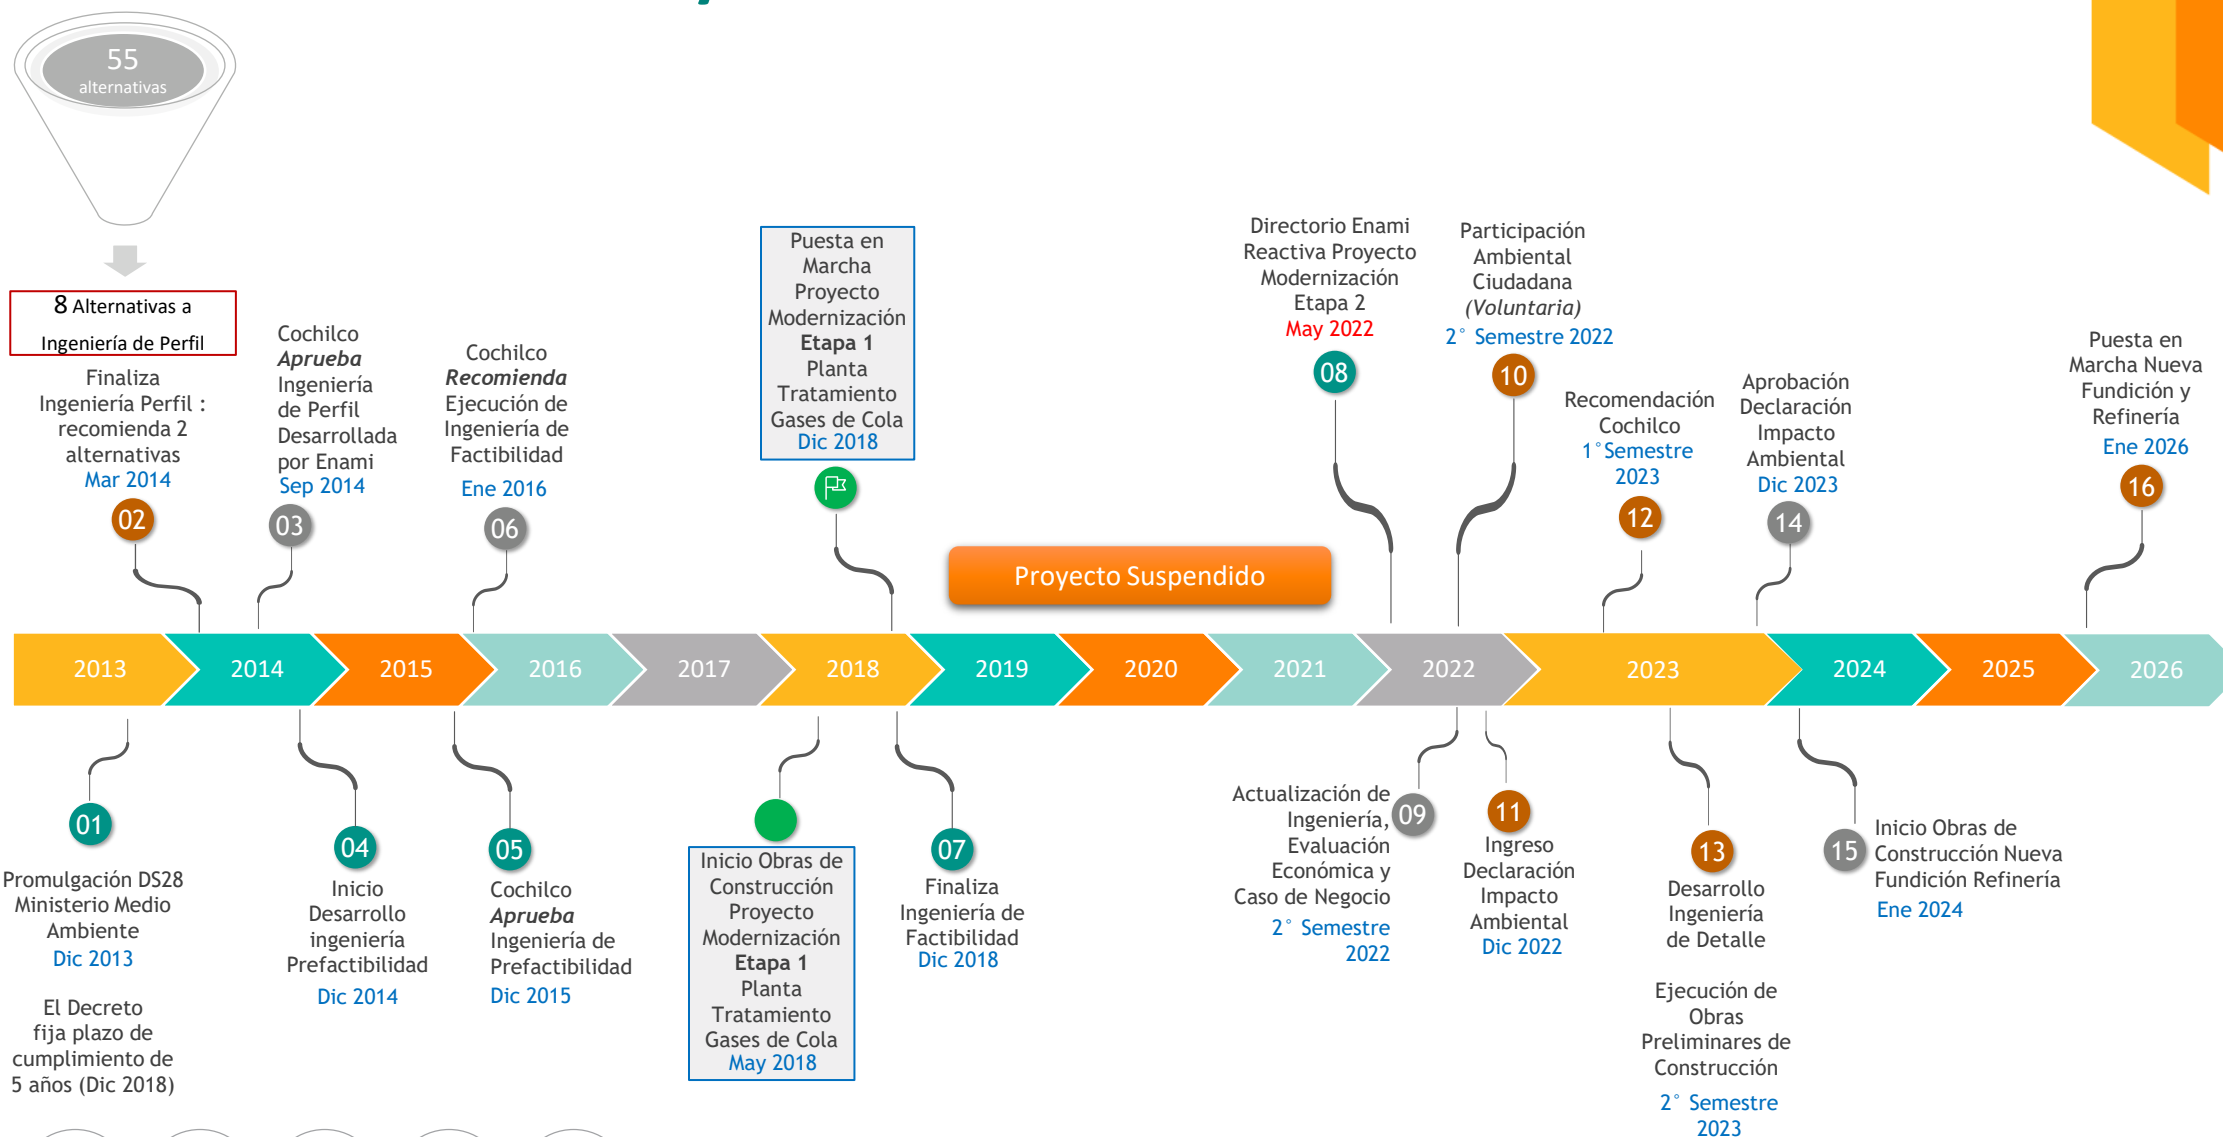 55
alternativas
8 Alternativas a
Ingeniería de Perfil
Finaliza
Ingeniería Perfil :
recomienda 2
alternativas
Mar 2014
02
Cochilco
Aprueba
Ingeniería
de Perfil
Desarrollada
por Enami
Sep 2014
03
Cochilco
Recomienda
Ejecución de
Ingeniería de
Factibilidad
Ene 2016
06
Puesta en
Marcha
Proyecto
Modernización
Etapa 1
Planta
Tratamiento
Gases de Cola
Dic 2018
Proyecto Suspendido
Directorio Enami
Reactiva Proyecto
Modernización
Etapa 2
May 2022
08
Participación
Ambiental
Ciudadana
(Voluntaria)
2° Semestre 2022
10
Recomendación
Cochilco
1°Semestre
2023
12
Aprobación
Declaración
Impacto
Ambiental
Dic 2023
14
Puesta en
Marcha Nueva
Fundición y
Refinería
Ene 2026
16
2013
2014
2015
2016
2017
2018
2019
2020
2021
2022
2023
2024
2025
2026
01
Promulgación DS28
Ministerio Medio
Ambiente
Dic 2013
El Decreto
fija plazo de
cumplimiento de
5 años (Dic 2018)
04
Inicio
Desarrollo
ingeniería
Prefactibilidad
Dic 2014
05
Cochilco
Aprueba
Ingeniería de
Prefactibilidad
Dic 2015
Inicio Obras de
Construcción
Proyecto
Modernización
Etapa 1
Planta
Tratamiento
Gases de Cola
May 2018
07
Finaliza
Ingeniería de
Factibilidad
Dic 2018
Actualización de
Ingeniería,
Evaluación
Económica y
Caso de Negocio
2° Semestre
2022
09
11
Ingreso
Declaración
Impacto
Ambiental
Dic 2022
13
Desarrollo
Ingeniería
de Detalle
Ejecución de
Obras
Preliminares de
Construcción
2° Semestre
2023
15
Inicio Obras de
Construcción Nueva
Fundición Refinería
Ene 2024